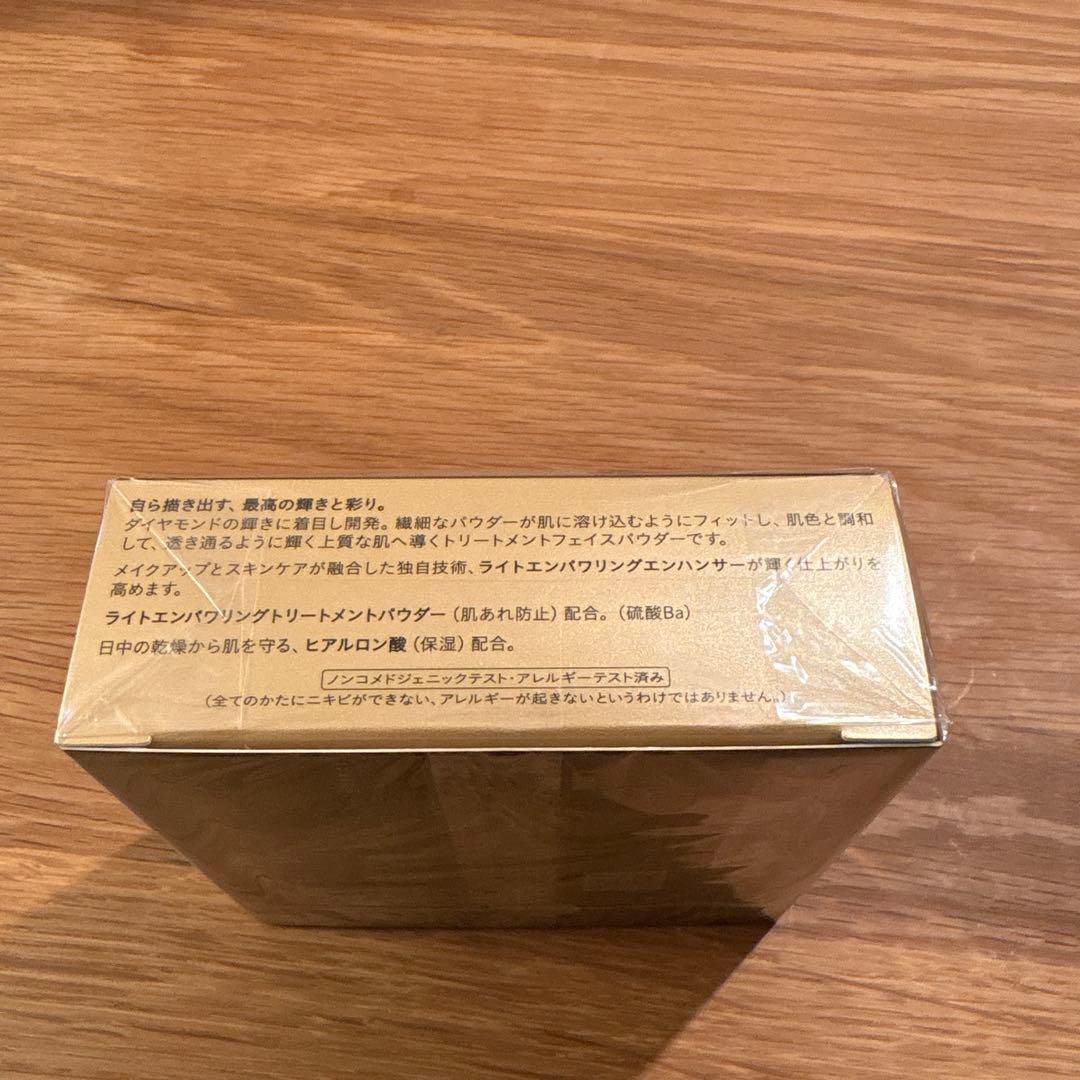 自ら描き出す、最高の輝きと彩り。
ダイヤモンドの輝きに着目し開発。繊細なパウダーが肌に溶け込むようにフィットし、肌色と調和
して、透き通るように輝く上質な肌へ導くトリートメントフェイスパウダーです。
メイクアップとスキンケアが融合した独自技術、ライトエンパワリングエンハンサーが輝く仕上がりを
高めます。
ライトエンパワリングトリートメントパウダー（肌あれ防止）配合。（硫酸Ba）
日中の乾燥から肌を守る、ヒアルロン酸（保湿）配合。
ノンコメドジェニックテスト・アレルギーテスト済み
（全てのかたにニキビができない、アレルギーが起きないというわけではありません。）